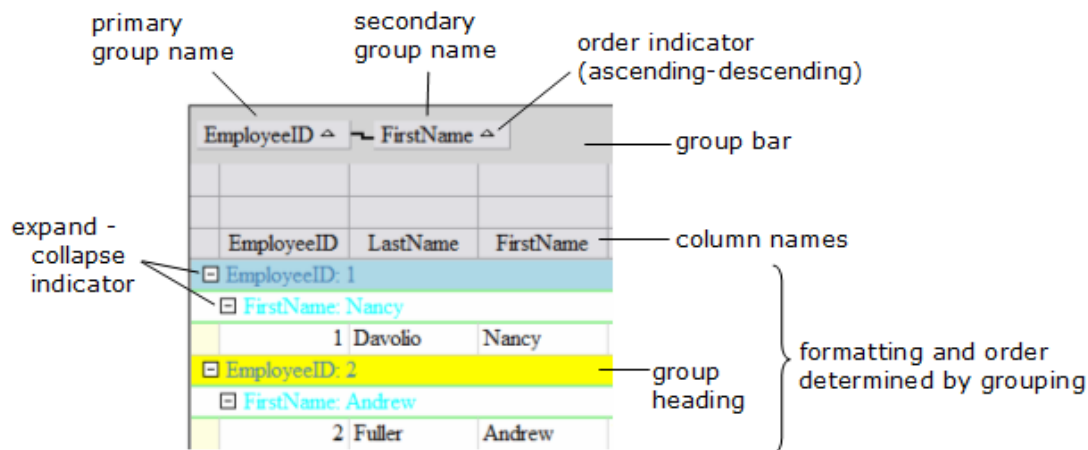 primary
group name
secondary
group name
order indicator
(ascending-descending)
EmployeeID FirstName
group bar
expand -
collapse
indicator
EmployeeID LastName FirstName
column names
EmployeeID: 1
FirstName: Nancy
1 Davolio Nancy
EmployeeID: 2
group
heading
FirstName: Andrew
2 Fuller Andrew
formatting and order
determined by grouping